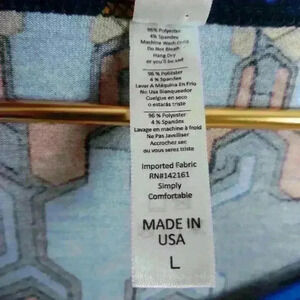 96% Polyester
4% Spandex
Machine Wash Cold
Do Not Bleach
Hang Dry
or you'll be sad
96 % Poliester
4 % Spandex
Lavar A Máquina En Frío
No Usa Blanqueador
Cuelgue en seco
o estarás triste
96 % Polyester
4 % Spandex
Lavage en machine à froid
Ne Pas Javelliser
Accrochez sec
ou vous serez triste
Imported Fabric
RN#142161
Simply
Comfortable
MADE IN
USA
L